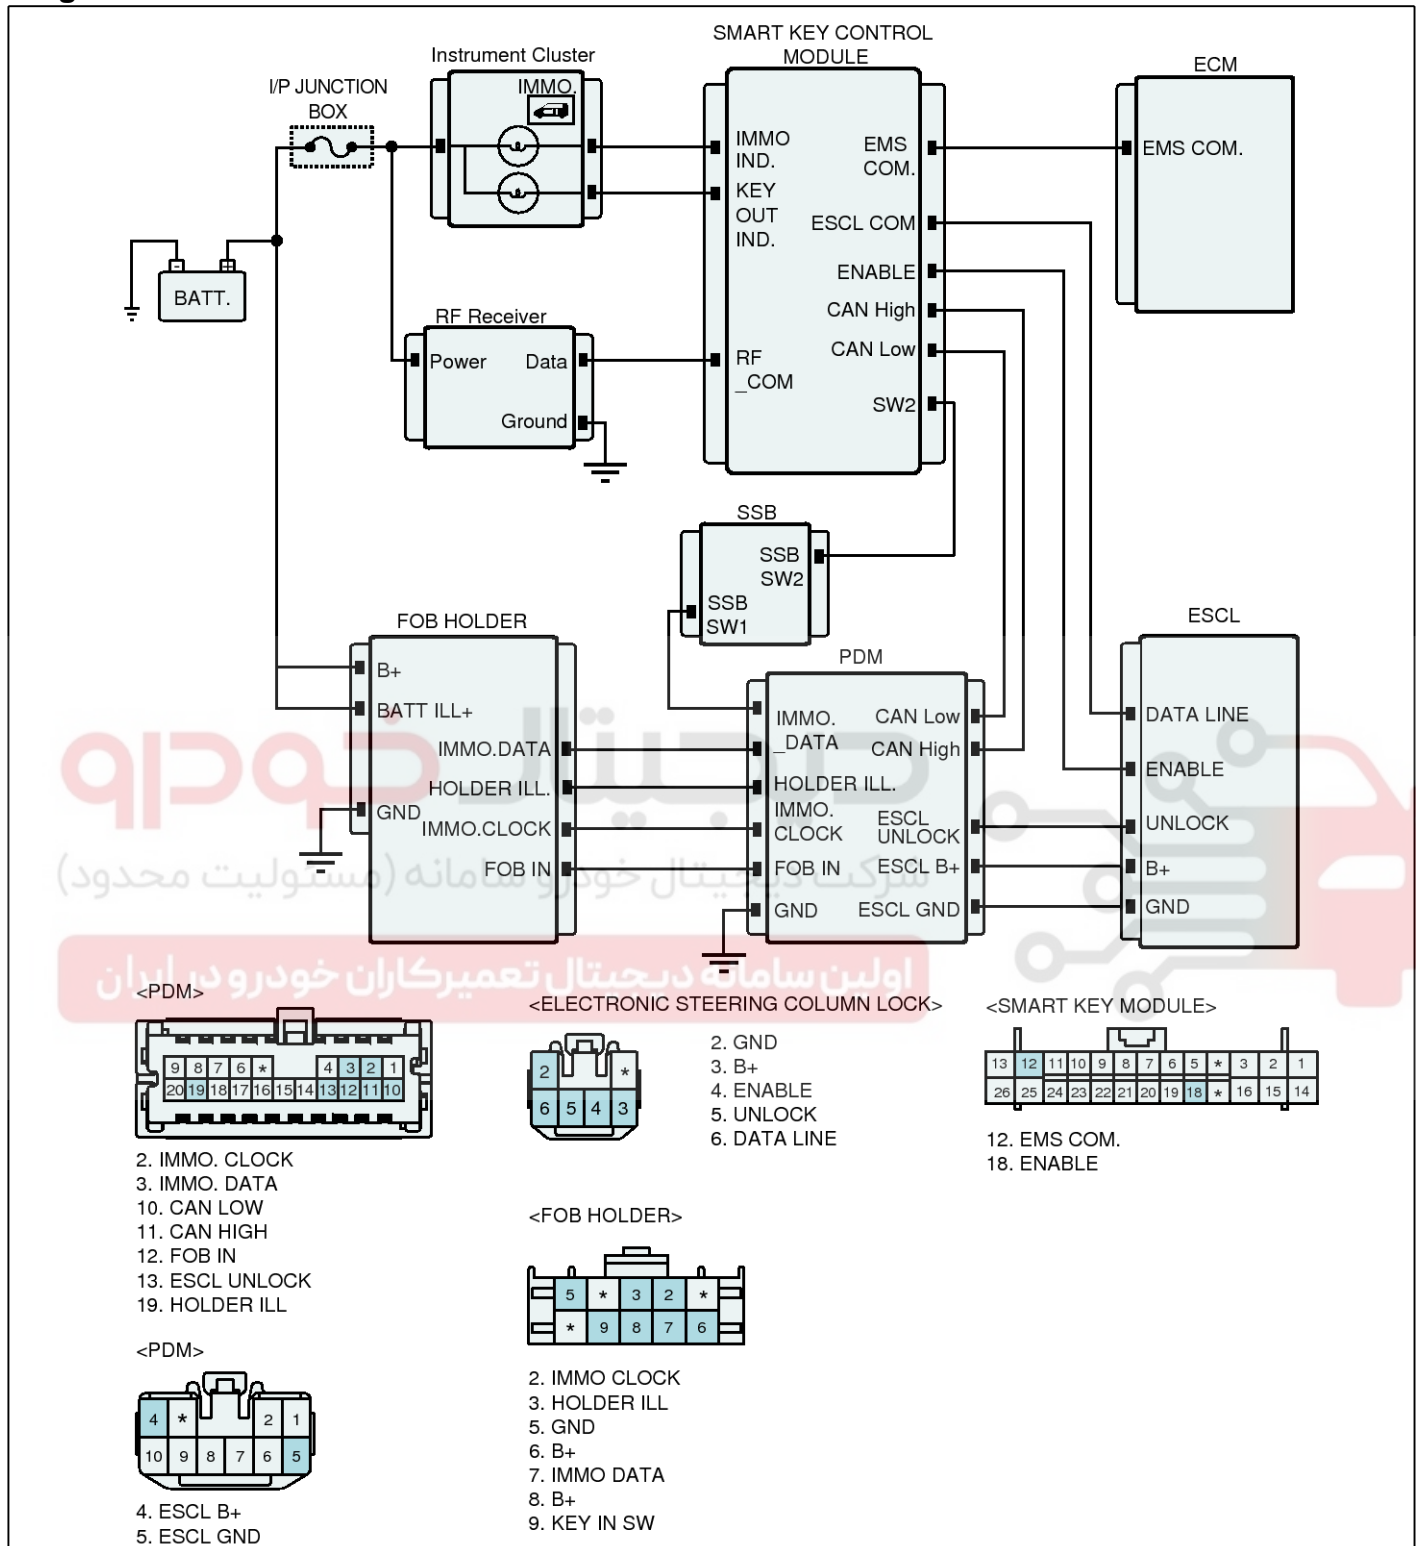 SMART KEY CONTROL
MODULE
Instrument Cluster
ECM
I/P JUNCTION
BOX
IMMO.
IMMO
IND.
KEY
OUT
IND.
EMS
COM.
EMS COM.
ESCL COM
ENABLE
CAN High
CAN Low
SW2
RF
_COM
- +
BATT.
RF Receiver
Power
Data
Ground
SSB
SSB
SW2
SSB
SW1
FOB HOLDER
B+
BATT ILL+
IMMO.DATA
HOLDER ILL.
GND
IMMO.CLOCK
FOB IN
PDM
IMMO.
_DATA
HOLDER ILL.
IMMO.
CLOCK
FOB IN
GND
CAN Low
CAN High
ESCL
UNLOCK
ESCL B+
ESCL GND
ESCL
DATA LINE
ENABLE
UNLOCK
B+
GND
دیجیتال خودرو
شرکت دیجیتال خودرو سامانه (مسئولیت محدود)
اولین سامانه دیجیتال تعمیرکاران خودرو در ایران
<PDM>
9 8 7 6 * 4 3 2 1
20 19 18 17 16 15 14 13 12 11 10
2. IMMO. CLOCK
3. IMMO. DATA
10. CAN LOW
11. CAN HIGH
12. FOB IN
13. ESCL UNLOCK
19. HOLDER ILL
<PDM>
4 * 2 1
10 9 8 7 6 5
4. ESCL B+
5. ESCL GND
<ELECTRONIC STEERING COLUMN LOCK>
2 *
6 5 4 3
2. GND
3. B+
4. ENABLE
5. UNLOCK
6. DATA LINE
<FOB HOLDER>
5 * 3 2 *
* 9 8 7 6
2. IMMO CLOCK
3. HOLDER ILL
5. GND
6. B+
7. IMMO DATA
8. B+
9. KEY IN SW
<SMART KEY MODULE>
13 12 11 10 9 8 7 6 5 * 3 2 1
26 25 24 23 22 21 20 19 18 * 16 15 14
12. EMS COM.
18. ENABLE